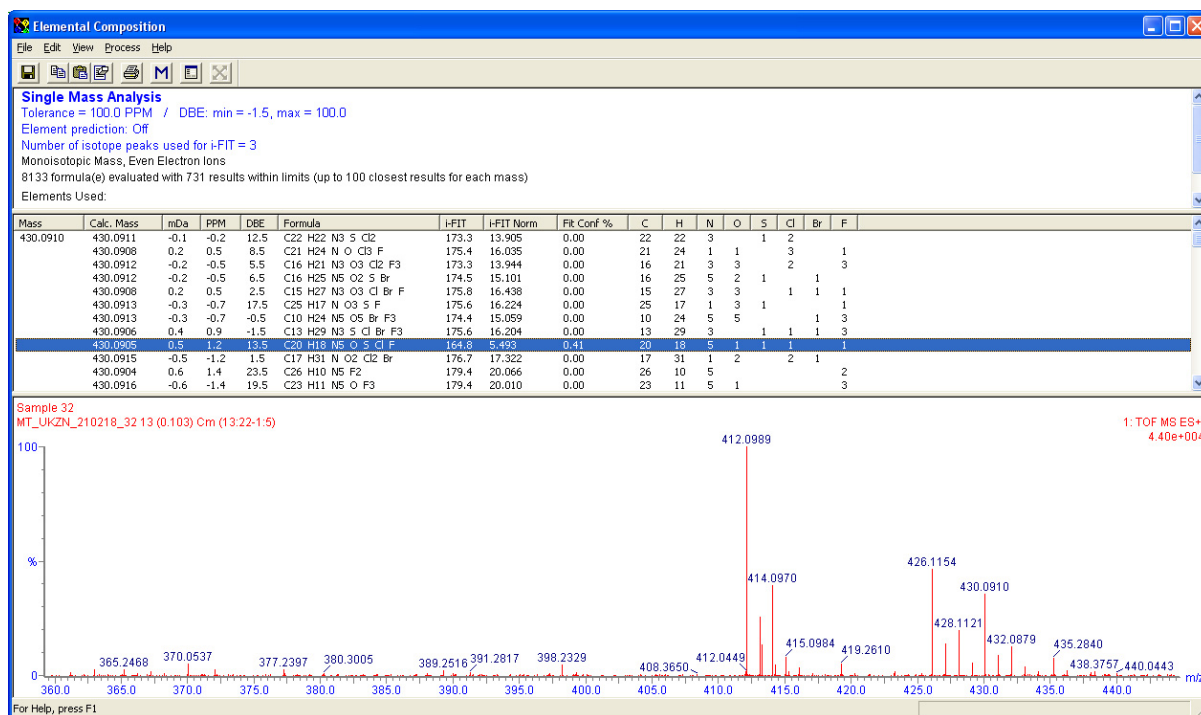 Elemental Composition
File Edit View Process Help
Single Mass Analysis
Tolerance = 100.0 PPM / DBE: min = -1.5, max = 100.0
Element prediction: Off
Number of isotope peaks used for i-FIT = 3
Monoisotopic Mass, Even Electron Ions
8133 formula(e) evaluated with 731 results within limits (up to 100 closest results for each mass)
Elements Used:
Mass Calc. Mass mDa PPM DBE Formula i-FIT i-FIT Norm Fit Conf % C H N O S Cl Br F
430.0910 430.0911 -0.1 -0.2 12.5 C22 H22 N3 S Cl2 173.3 13.905 0.00 22 22 3 1 2
430.0908 0.2 0.5 8.5 C21 H24 N O Cl3 F 175.4 16.035 0.00 21 24 1 1 3 1
430.0912 -0.2 -0.5 5.5 C16 H21 N3 O3 Cl2 F3 173.3 13.944 0.00 16 21 3 3 2 3
430.0912 -0.2 -0.5 6.5 C16 H25 N5 O2 S Br 174.5 15.101 0.00 16 25 5 2 1 1
430.0908 0.2 0.5 2.5 C15 H27 N3 O3 Cl Br F 175.8 16.438 0.00 15 27 3 3 1 1 1
430.0913 -0.3 -0.7 17.5 C25 H17 N O3 S F 175.6 16.224 0.00 25 17 1 3 1 1
430.0913 -0.3 -0.7 -0.5 C10 H24 N5 O5 Br F3 174.4 15.059 0.00 10 24 5 5 1 3
430.0906 0.4 0.9 -1.5 C13 H29 N3 S Cl Br F3 175.6 16.204 0.00 13 29 3 1 1 1 3
430.0905 0.5 1.2 13.5 C20 H18 N5 O S Cl F 164.8 5.493 0.41 20 18 5 1 1 1 1
430.0915 -0.5 -1.2 1.5 C17 H31 N O2 Cl2 Br 176.7 17.322 0.00 17 31 1 2 2 1
430.0904 0.6 1.4 23.5 C26 H10 N5 F2 179.4 20.066 0.00 26 10 5 2
430.0916 -0.6 -1.4 19.5 C23 H11 N5 O F3 179.4 20.010 0.00 23 11 5 1 3
Sample 32
MT_UKZN_210218_32 13 (0.103) Cm (13:22-1:5)
1: TOF MS ES+
4.40e+004
100
%
0
412.0989
414.0970
426.1154
430.0910
428.1121
432.0879
365.2468
370.0537
377.2397
380.3005
389.2516
391.2817
398.2329
408.3650
412.0449
415.0984
419.2610
435.2840
438.3757
440.0443
m/z
360.0 365.0 370.0 375.0 380.0 385.0 390.0 395.0 400.0 405.0 410.0 415.0 420.0 425.0 430.0 435.0 440.0
For Help, press F1